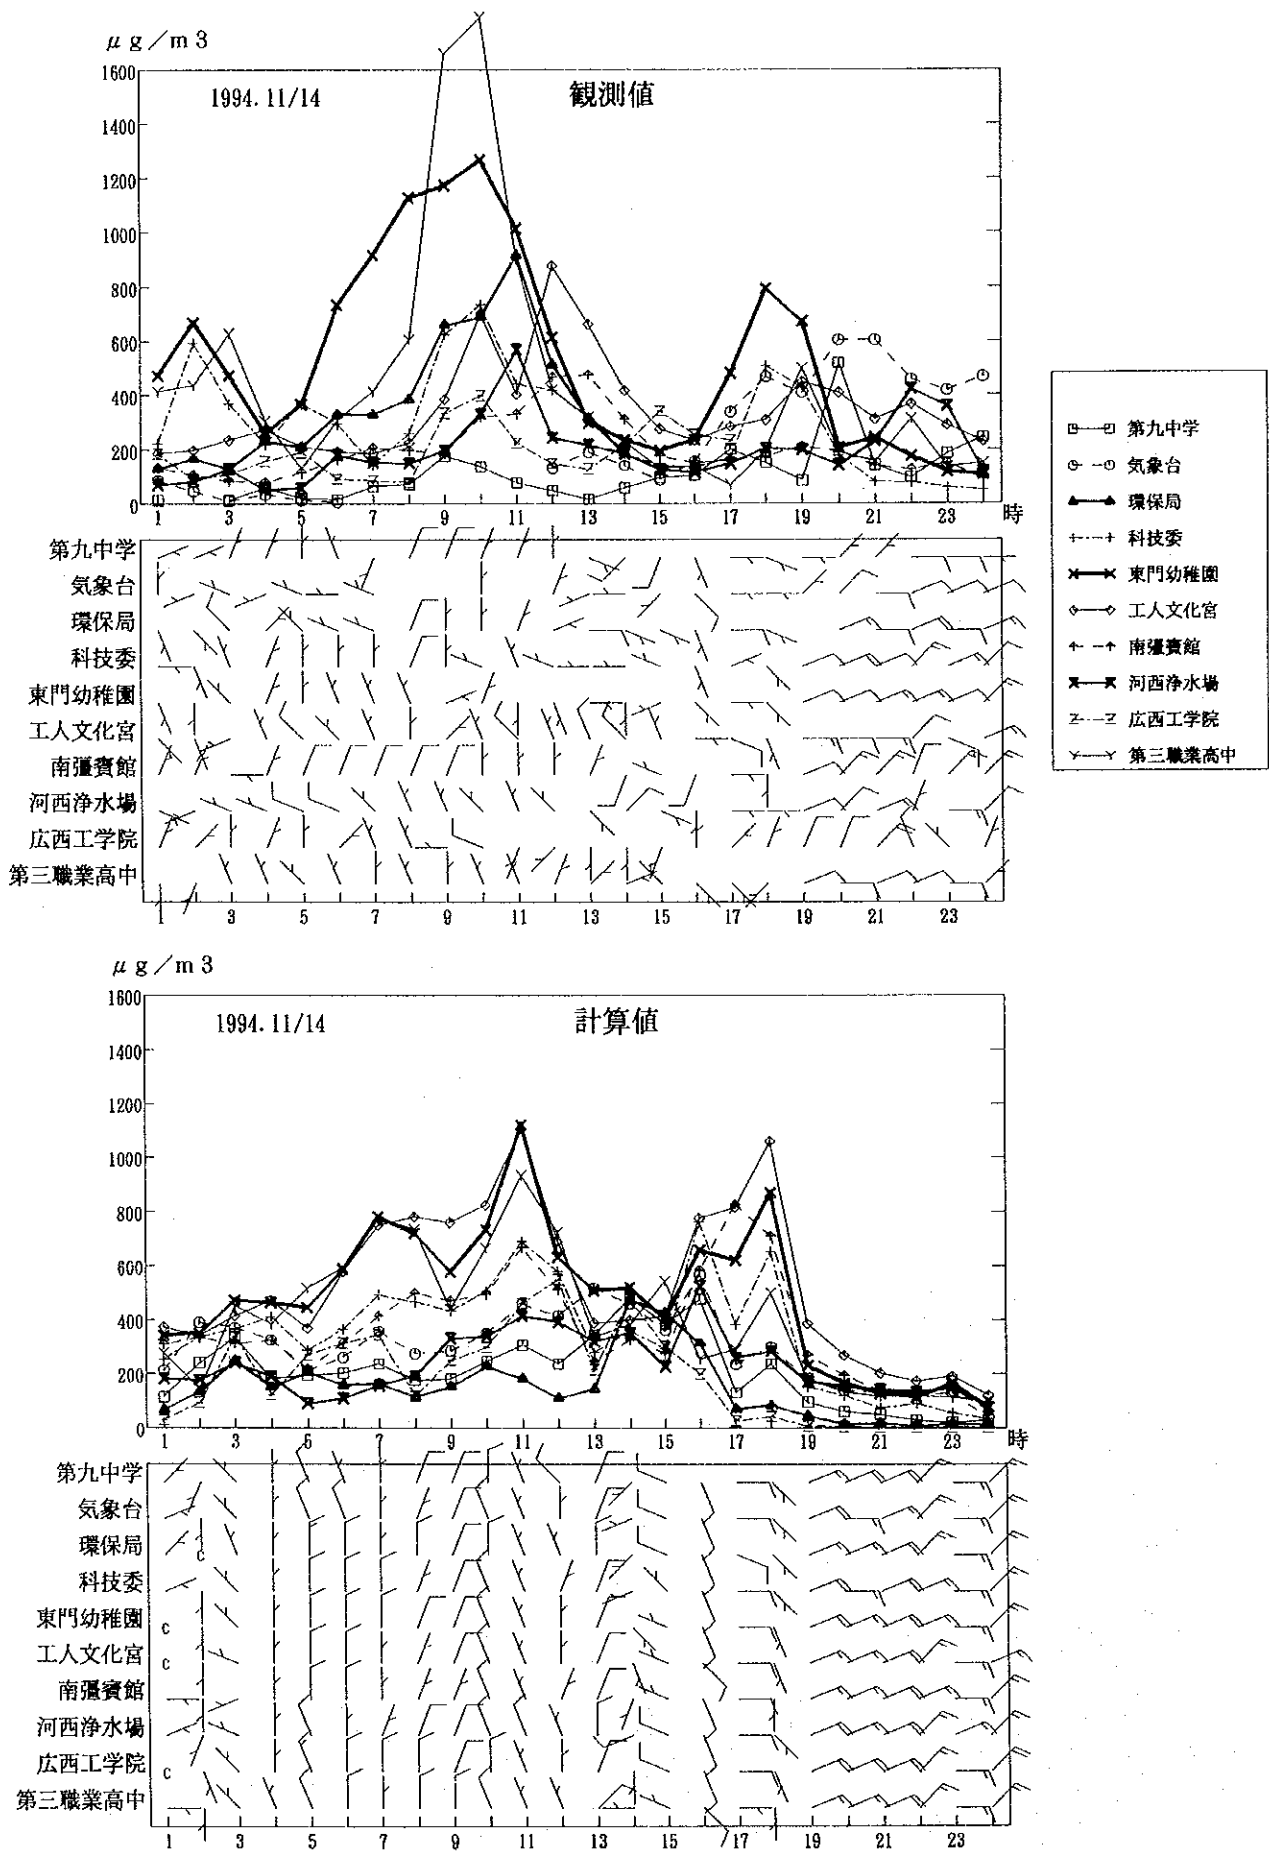 μg/m3
1994.11/14
観測値
1600
1400
1200
1000
800
600
400
200
0
1 3 5 7 9 11 13 15 17 19 21 23 時
第九中学
気象台
環保局
科技委
東門幼稚園
工人文化宮
南彊賓館
河西浄水場
広西工学院
第三職業高中
第九中学
気象台
環保局
科技委
東門幼稚園
工人文化宮
南彊賓館
河西浄水場
広西工学院
第三職業高中
1 3 5 7 9 11 13 15 17 19 21 23
μg/m3
1994.11/14
計算値
1600
1400
1200
1000
800
600
400
200
0
1 3 5 7 9 11 13 15 17 19 21 23 時
第九中学
気象台
環保局
科技委
東門幼稚園
工人文化宮
南彊賓館
河西浄水場
広西工学院
第三職業高中
C
C
C
C
1 3 5 7 9 11 13 15 17 19 21 23